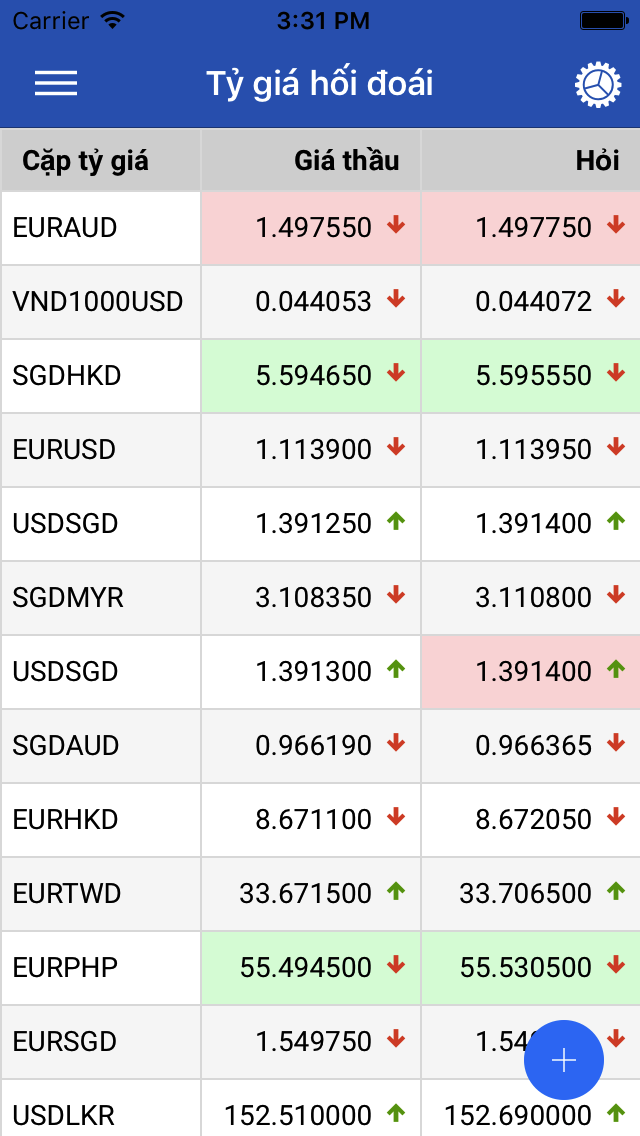 Carrier 3:31 PM
Tỷ giá hối đoái
Cặp tỷ giá Giá thầu Hỏi
EURAUD 1.497550 1.497750
VND1000USD 0.044053 0.044072
SGDHKD 5.594650 5.595550
EURUSD 1.113900 1.113950
USDSGD 1.391250 1.391400
SGDMYR 3.108350 3.110800
USDSGD 1.391300 1.391400
SGDAUD 0.966190 0.966365
EURHKD 8.671100 8.672050
EURTWD 33.671500 33.706500
EURPHP 55.494500 55.530500
EURSGD 1.549750
USDLKR 152.510000 152.690000